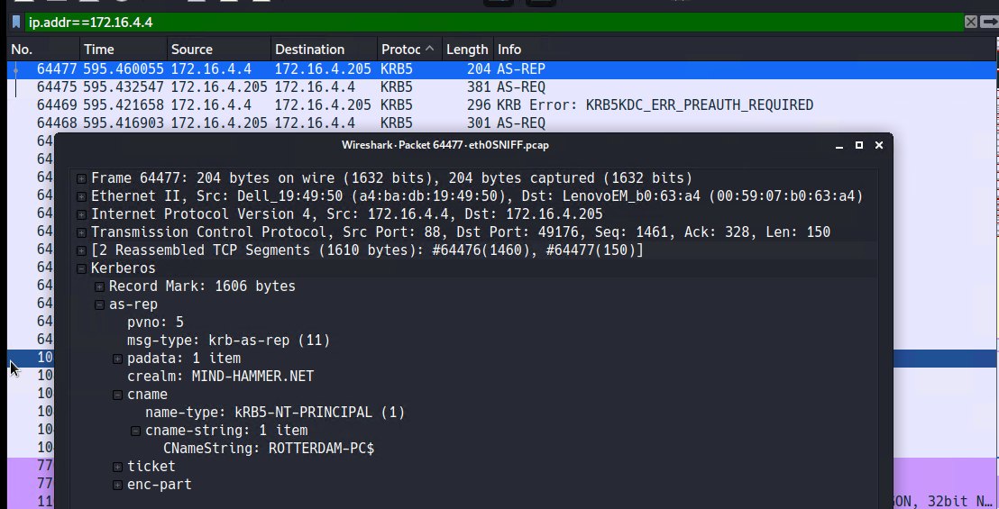 ip.addr==172.16.4.4
No. Time Source Destination Protoc Length Info
64477 595.460055 172.16.4.4 172.16.4.205 KRB5 204 AS-REP
64475 595.432547 172.16.4.205 172.16.4.4 KRB5 381 AS-REQ
64469 595.421658 172.16.4.4 172.16.4.205 KRB5 296 KRB Error: KRB5KDC_ERR_PREAUTH_REQUIRED
64468 595.416903 172.16.4.205 172.16.4.4 KRB5 301 AS-REQ
64
Wireshark · Packet 64477 · eth0SNIFF.pcap
64
64 Frame 64477: 204 bytes on wire (1632 bits), 204 bytes captured (1632 bits)
64 Ethernet II, Src: Dell_19:49:50 (a4:ba:db:19:49:50), Dst: LenovoEM_b0:63:a4 (00:59:07:b0:63:a4)
64 Internet Protocol Version 4, Src: 172.16.4.4, Dst: 172.16.4.205
64 Transmission Control Protocol, Src Port: 88, Dst Port: 49176, Seq: 1461, Ack: 328, Len: 150
64 [2 Reassembled TCP Segments (1610 bytes): #64476(1460), #64477(150)]
64 Kerberos
64 Record Mark: 1606 bytes
64 as-rep
64 pvno: 5
64 msg-type: krb-as-rep (11)
10 padata: 1 item
10 crealm: MIND-HAMMER.NET
10 cname
10 name-type: kRB5-NT-PRINCIPAL (1)
10 cname-string: 1 item
10 CNameString: ROTTERDAM-PC$
77 ticket
77 enc-part
11 ON, 32bit N…